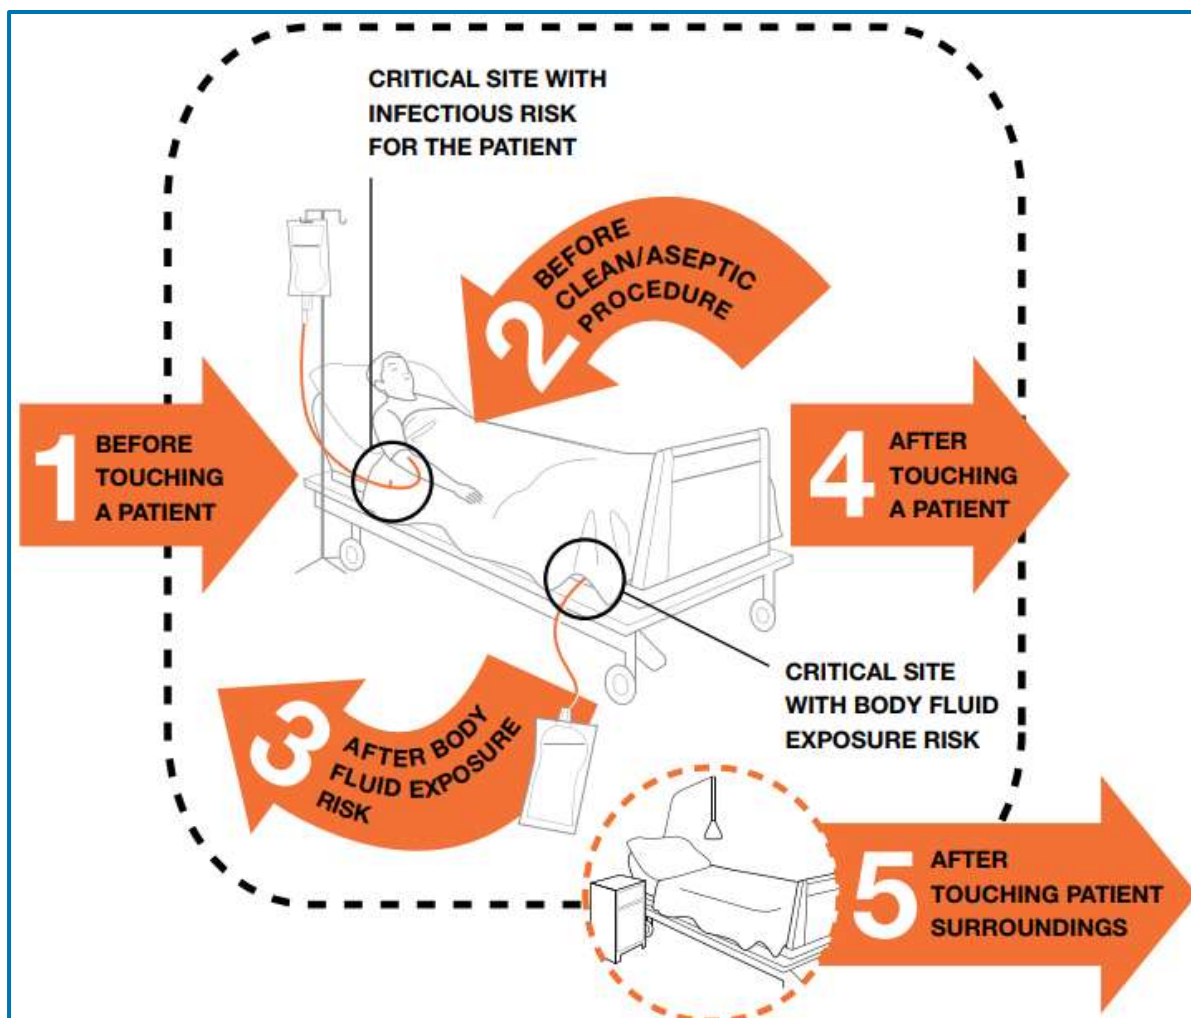 CRITICAL SITE WITH
INFECTIOUS RISK
FOR THE PATIENT
1
BEFORE
TOUCHING
A PATIENT
2
BEFORE
CLEAN/ASEPTIC
PROCEDURE
3
AFTER BODY
FLUID EXPOSURE
RISK
4
AFTER
TOUCHING
A PATIENT
CRITICAL SITE
WITH BODY FLUID
EXPOSURE RISK
5
AFTER
TOUCHING PATIENT
SURROUNDINGS